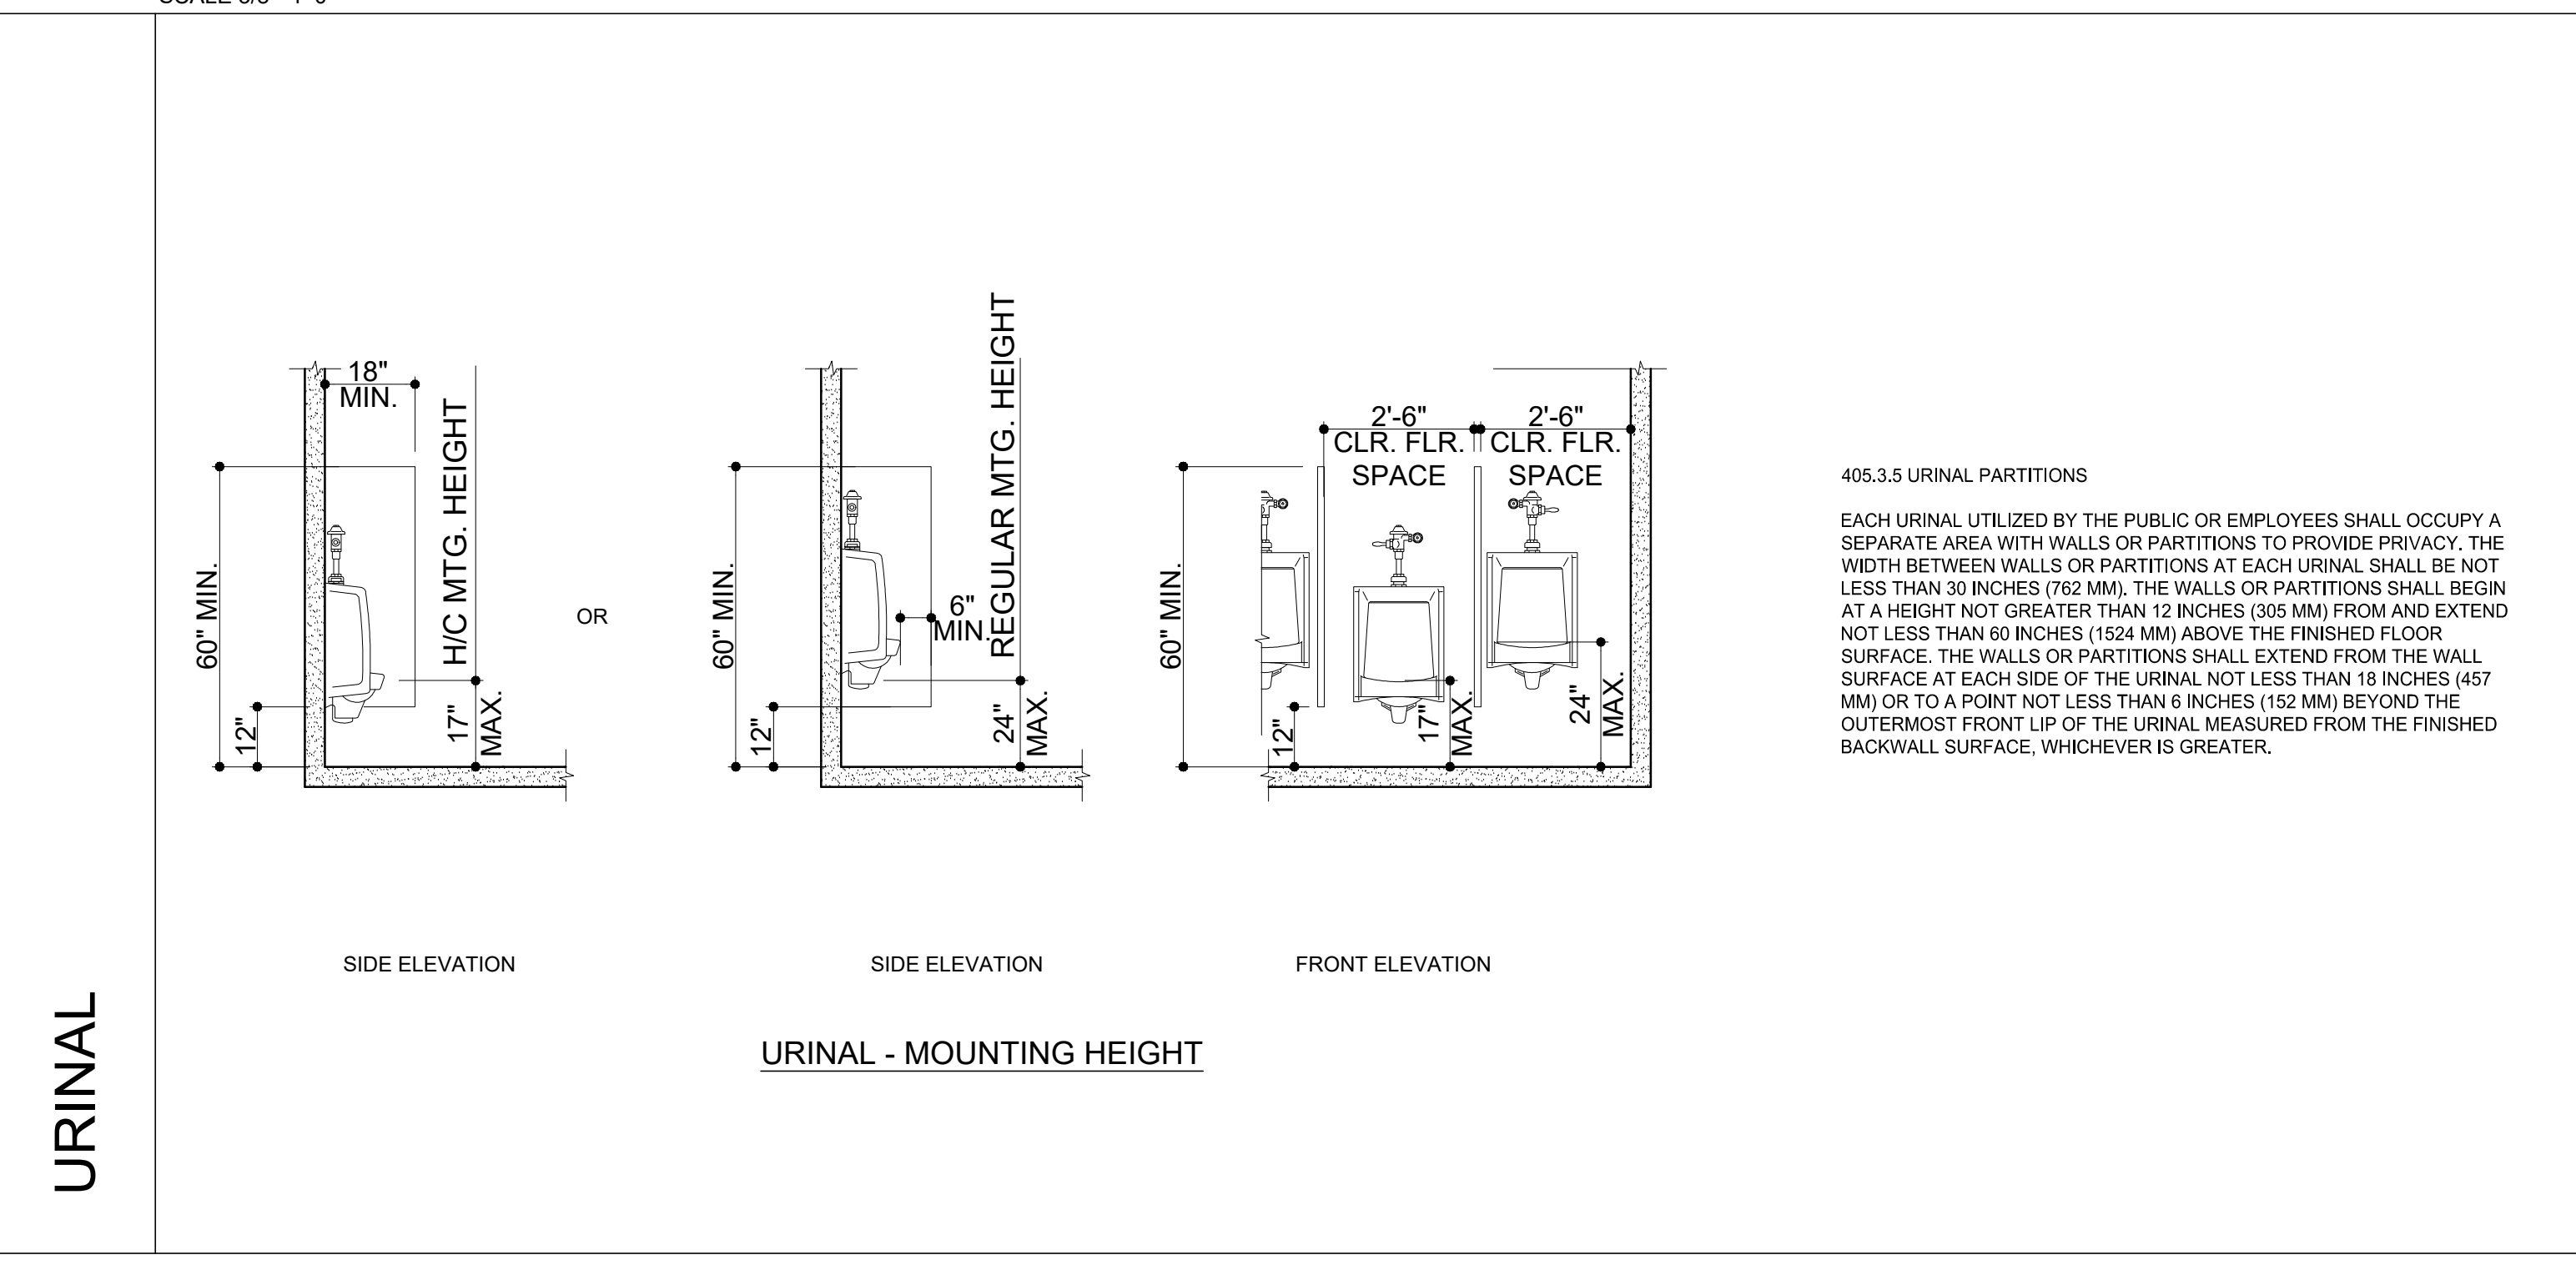 URINAL
18"
MIN.
60" MIN.
12"
H/C MTG. HEIGHT
17"
MAX.
OR
60" MIN.
12"
6"
MIN.
REGULAR MTG. HEIGHT
24"
MAX.
2'-6"
CLR. FLR.
SPACE
2'-6"
CLR. FLR.
SPACE
60" MIN.
12"
17"
MAX.
24"
MAX.
405.3.5 URINAL PARTITIONS
EACH URINAL UTILIZED BY THE PUBLIC OR EMPLOYEES SHALL OCCUPY A
SEPARATE AREA WITH WALLS OR PARTITIONS TO PROVIDE PRIVACY. THE
WIDTH BETWEEN WALLS OR PARTITIONS AT EACH URINAL SHALL BE NOT
LESS THAN 30 INCHES (762 MM). THE WALLS OR PARTITIONS SHALL BEGIN
AT A HEIGHT NOT GREATER THAN 12 INCHES (305 MM) FROM AND EXTEND
NOT LESS THAN 60 INCHES (1524 MM) ABOVE THE FINISHED FLOOR
SURFACE. THE WALLS OR PARTITIONS SHALL EXTEND FROM THE WALL
SURFACE AT EACH SIDE OF THE URINAL NOT LESS THAN 18 INCHES (457
MM) OR TO A POINT NOT LESS THAN 6 INCHES (152 MM) BEYOND THE
OUTERMOST FRONT LIP OF THE URINAL MEASURED FROM THE FINISHED
BACKWALL SURFACE, WHICHEVER IS GREATER.
SIDE ELEVATION
SIDE ELEVATION
FRONT ELEVATION
URINAL - MOUNTING HEIGHT